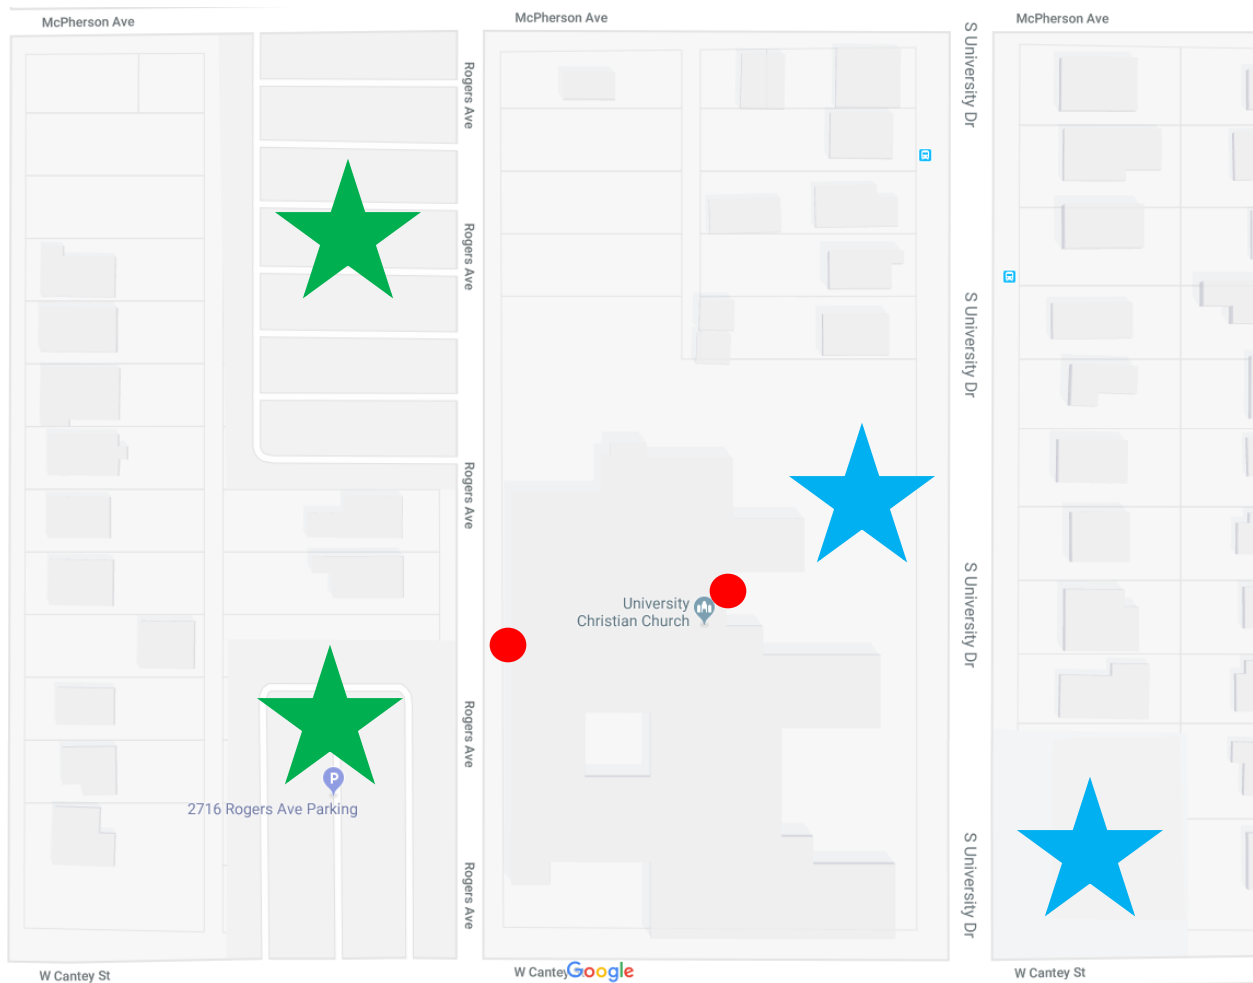 McPherson Ave
McPherson Ave
McPherson Ave
S University Dr
Rogers Ave
Rogers Ave
S University Dr
Rogers Ave
S University Dr
University
Christian Church
Rogers Ave
P
2716 Rogers Ave Parking
S University Dr
Rogers Ave
W Cantey St
W Cantey
Google
W Cantey St